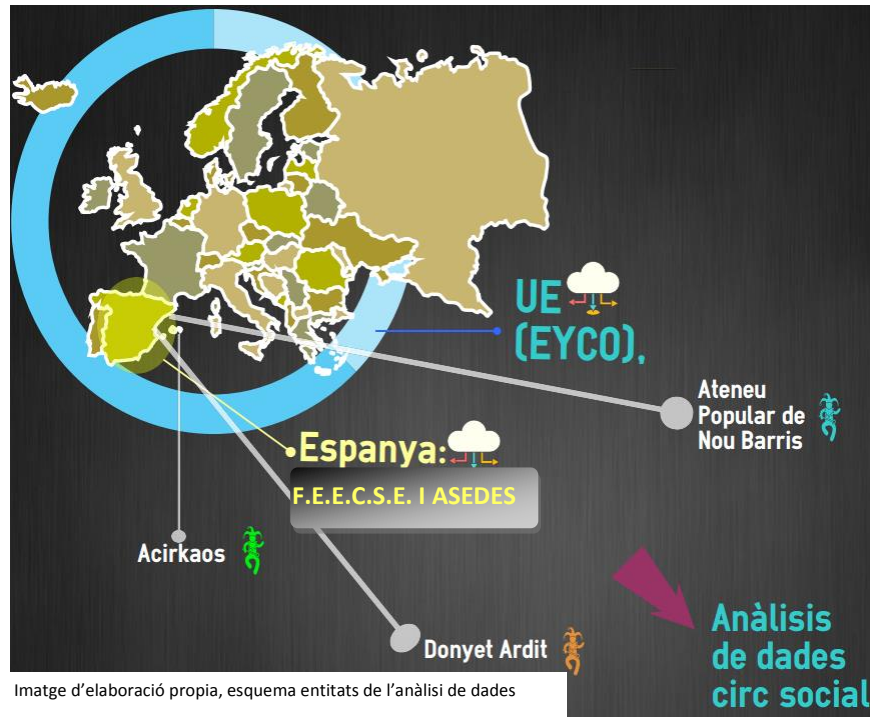 UE
(EYCO),
Ateneu
Popular de
Nou Barris
Espanya:
F.E.E.C.S.E. I ASEDES
Acirkaos
Donyet Ardit
Anàlisis
de dades
circ social
Imatge d'elaboració propia, esquema entitats de l'anàlisi de dades